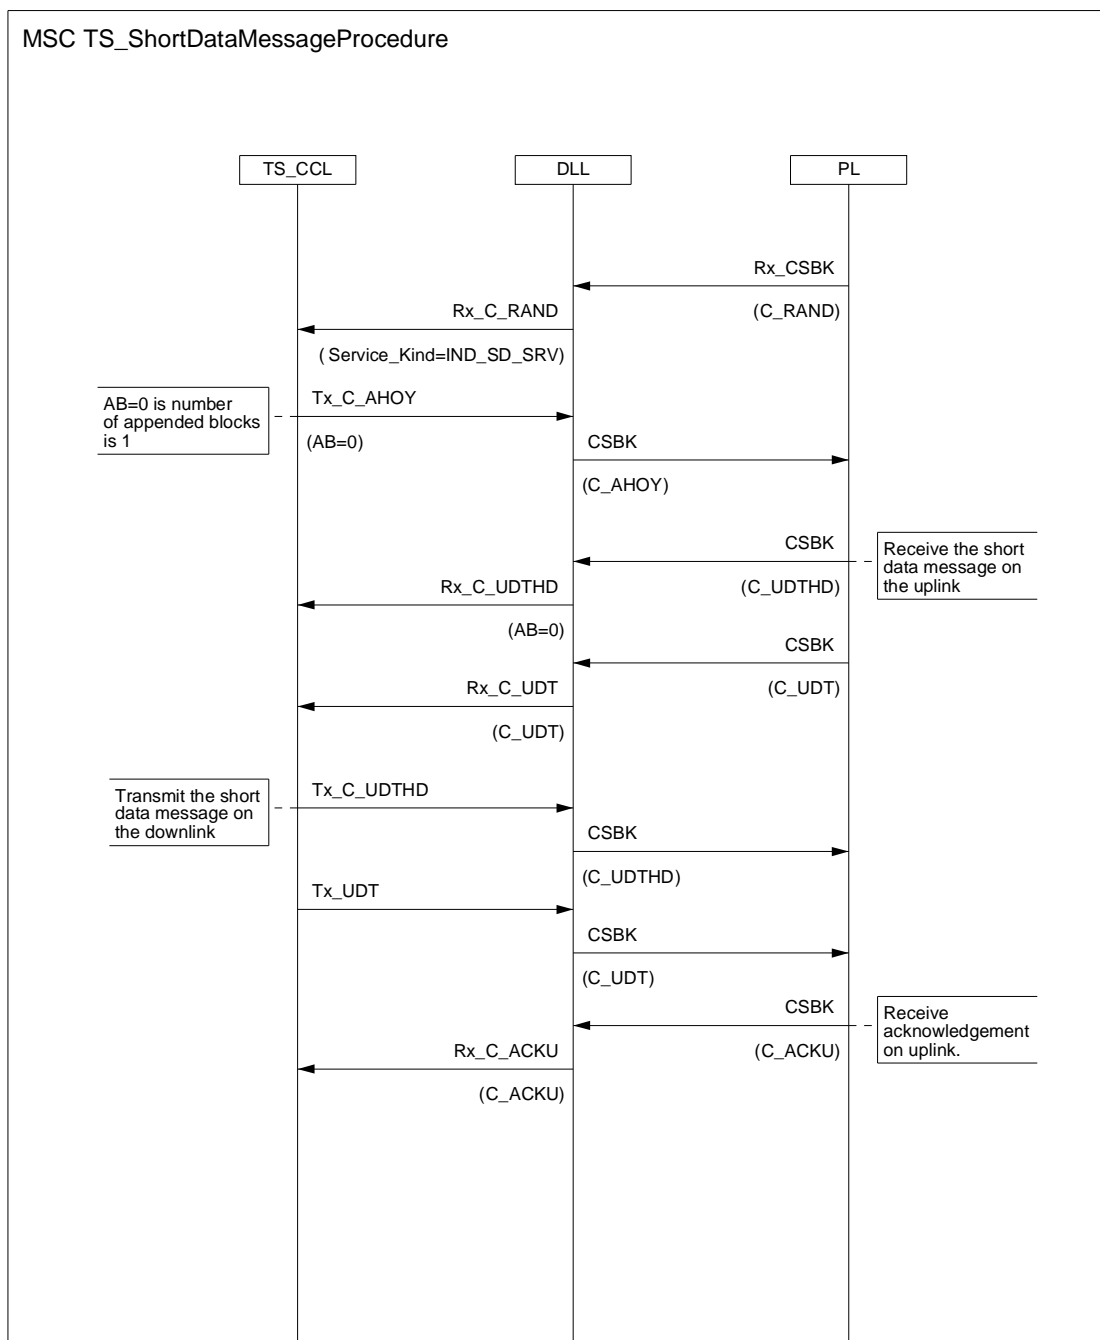 MSC TS_ShortDataMessageProcedure
TS_CCL
DLL
PL
Rx_CSBK
(C_RAND)
Rx_C_RAND
( Service_Kind=IND_SD_SRV)
AB=0 is number
of appended blocks
is 1
Tx_C_AHOY
(AB=0)
CSBK
(C_AHOY)
CSBK
(C_UDTHD)
Receive the short
data message on
the uplink
Rx_C_UDTHD
(AB=0)
CSBK
(C_UDT)
Rx_C_UDT
(C_UDT)
Transmit the short
data message on
the downlink
Tx_C_UDTHD
CSBK
(C_UDTHD)
Tx_UDT
CSBK
(C_UDT)
CSBK
(C_ACKU)
Receive
acknowledgement
on uplink.
Rx_C_ACKU
(C_ACKU)